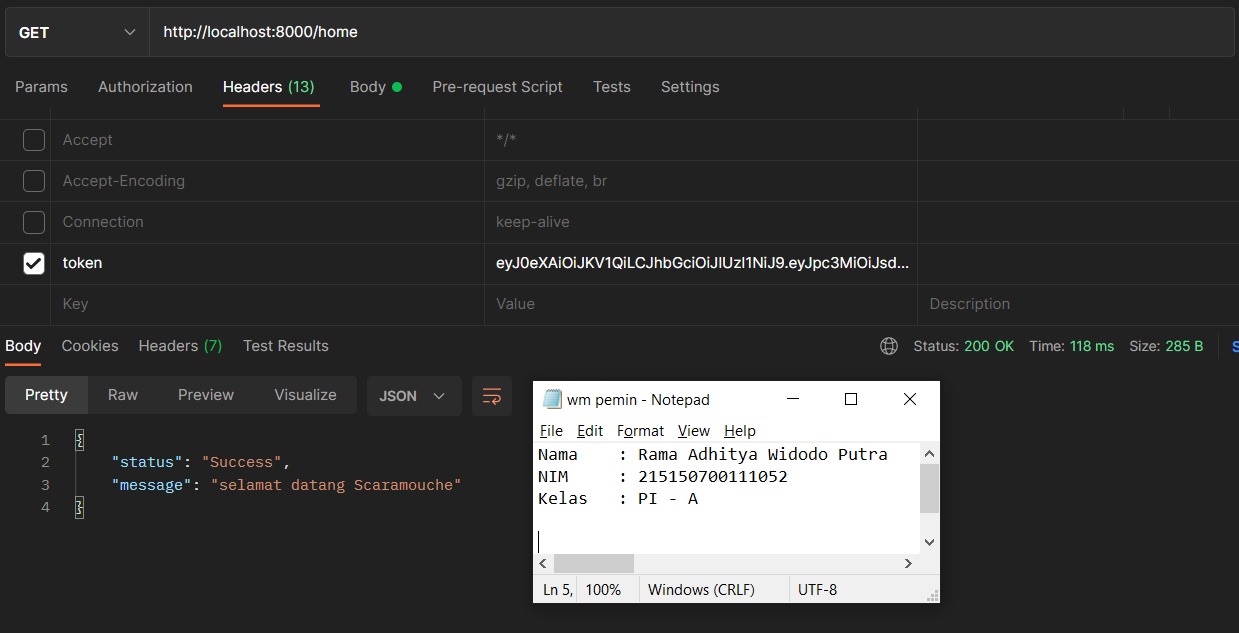 GET http://localhost:8000/home
Params Authorization Headers (13) Body Pre-request Script Tests Settings
Accept */*
Accept-Encoding gzip, deflate, br
Connection keep-alive
token eyJ0eXAiOiJKV1QiLCJhbGciOiJIUzI1NiJ9.eyJpc3MiOiJsd...
Key Value Description
Body Cookies Headers (7) Test Results Status: 200 OK Time: 118 ms Size: 285 B S
Pretty Raw Preview Visualize JSON
1 {
2 "status": "Success",
3 "message": "selamat datang Scaramouche"
4 }
wm pemin - Notepad
File Edit Format View Help
Nama : Rama Adhitya Widodo Putra
NIM : 215150700111052
Kelas : PI - A
Ln 5, 100% Windows (CRLF) UTF-8